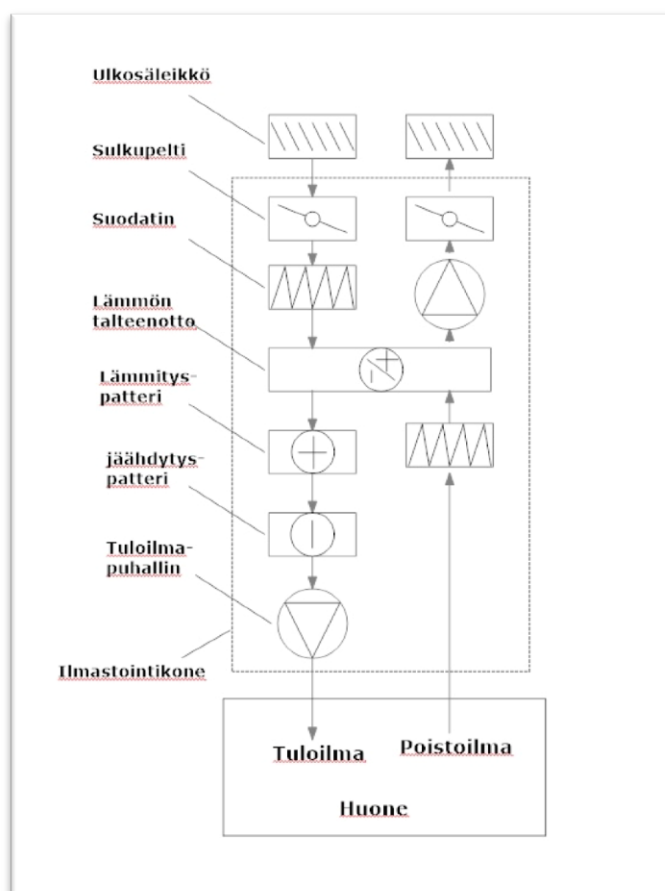 Ulkosäleikkö
Sulkupelti
Suodatin
Lämmön
talteenotto
Lämmitys-
patteri
jäähdytys-
patteri
Tuloilma-
puhallin
Ilmastointikone
Tuloilma
Poistoilma
Huone